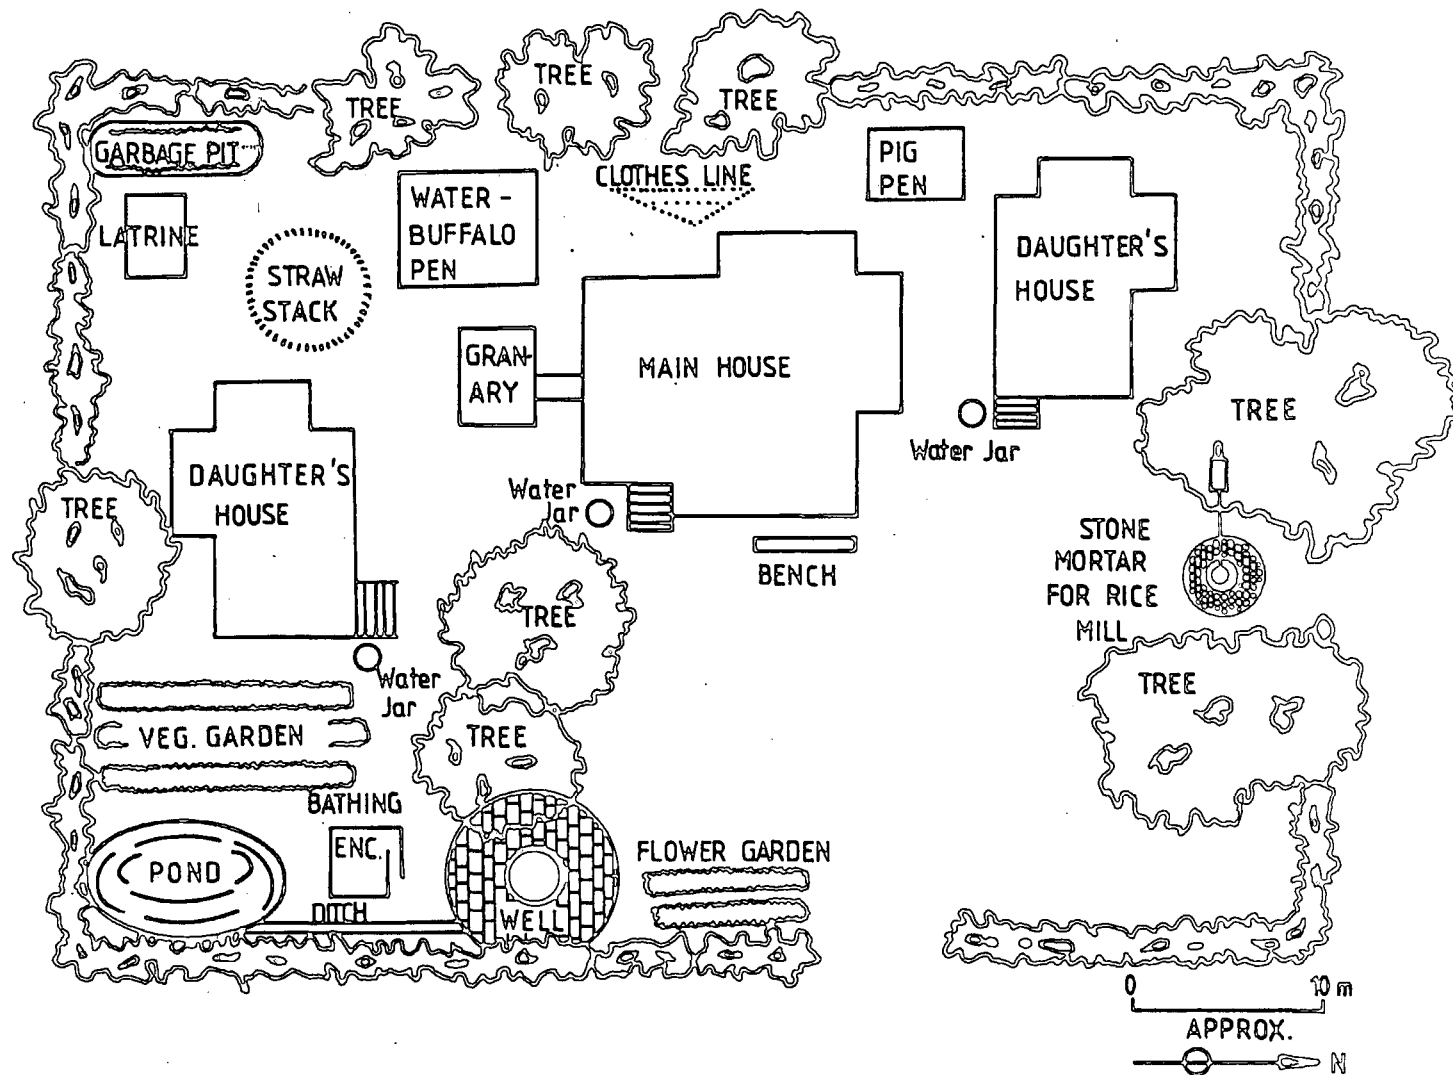 TREE
TREE
TREE
GARBAGE PIT
CLOTHES LINE
PIG
PEN
WATER -
BUFFALO
PEN
LATRINE
DAUGHTER'S
HOUSE
STRAW
STACK
GRAN-
ARY
MAIN HOUSE
TREE
Water Jar
DAUGHTER'S
HOUSE
Water
Jar
TREE
STONE
MORTAR
FOR RICE
MILL
BENCH
TREE
Water
Jar
TREE
VEG. GARDEN
TREE
BATHING
ENC.
FLOWER GARDEN
POND
DITCH
WELL
0 10 m
APPROX.
N